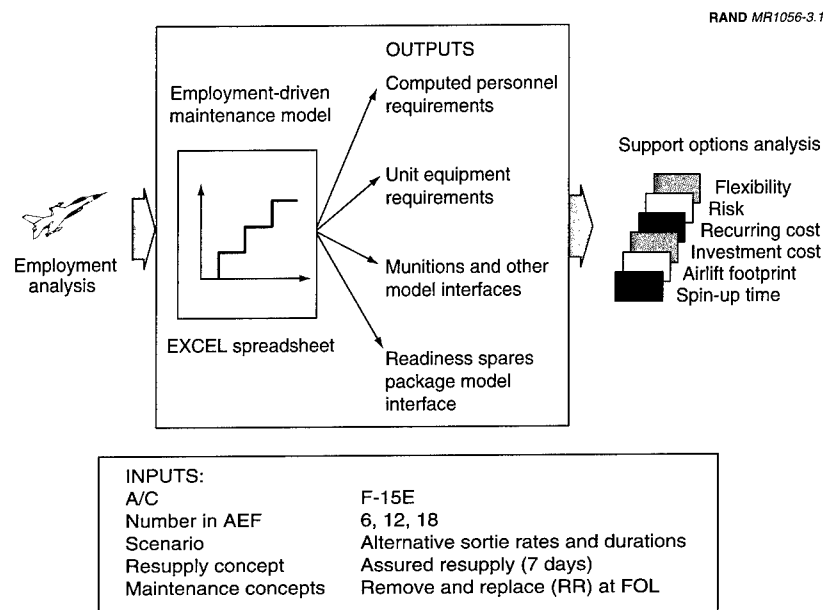 RAND MR1056-3.1
OUTPUTS
Employment-driven
maintenance model
Computed personnel
requirements
Unit equipment
requirements
Munitions and other
model interfaces
Readiness spares
package model
interface
EXCEL spreadsheet
Employment
analysis
Support options analysis
Flexibility
Risk
Recurring cost
Investment cost
Airlift footprint
Spin-up time
INPUTS:
A/C F-15E
Number in AEF 6, 12, 18
Scenario Alternative sortie rates and durations
Resupply concept Assured resupply (7 days)
Maintenance concepts Remove and replace (RR) at FOL